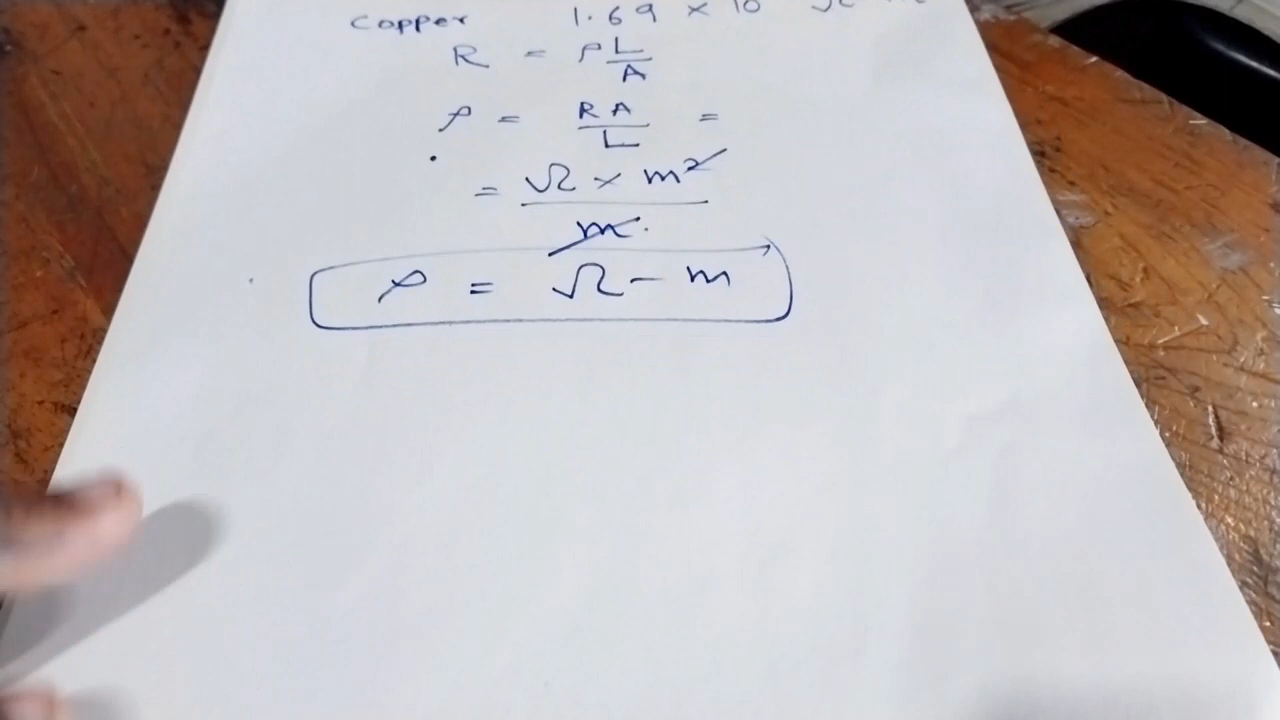 Copper 1.69 × 10 Ω m
R = ρ L/A
ρ = RA/L =
= Ω × m²/m.
ρ = Ω - m